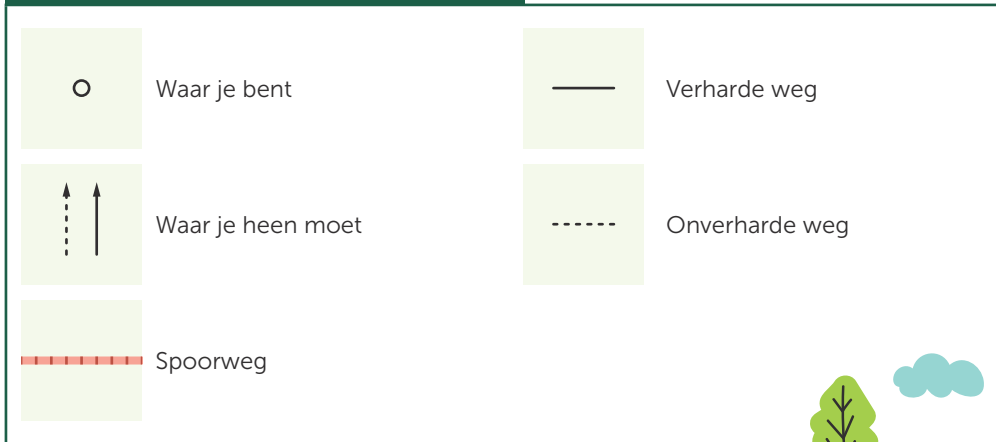 Waar je bent
Verharde weg
Waar je heen moet
Onverharde weg
Spoorweg